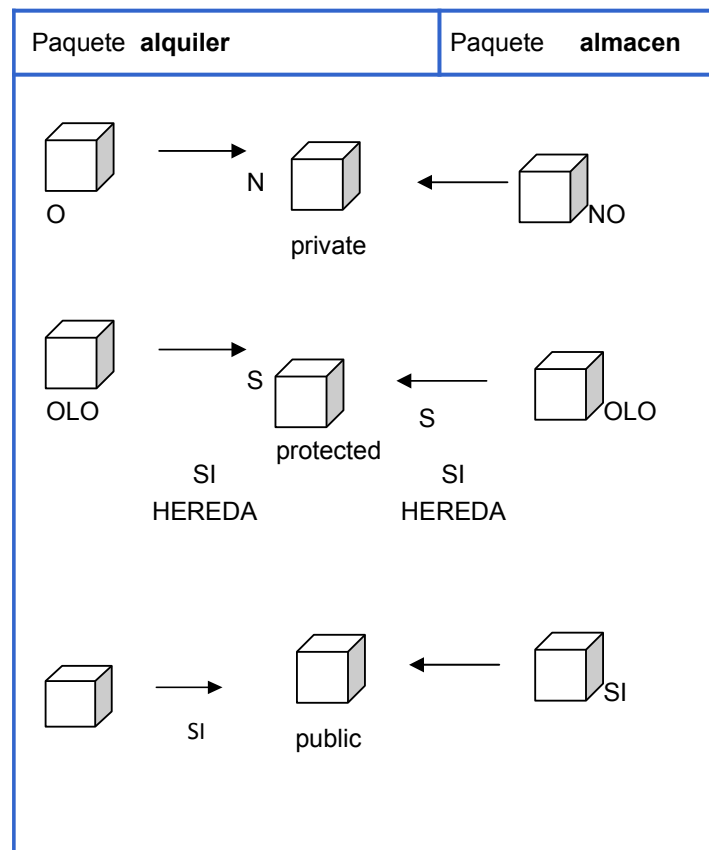 Paquete alquiler
Paquete almacen
N
O
NO
private
S
OLO
S
OLO
protected
SI
HEREDA
SI
HEREDA
SI
SI
public